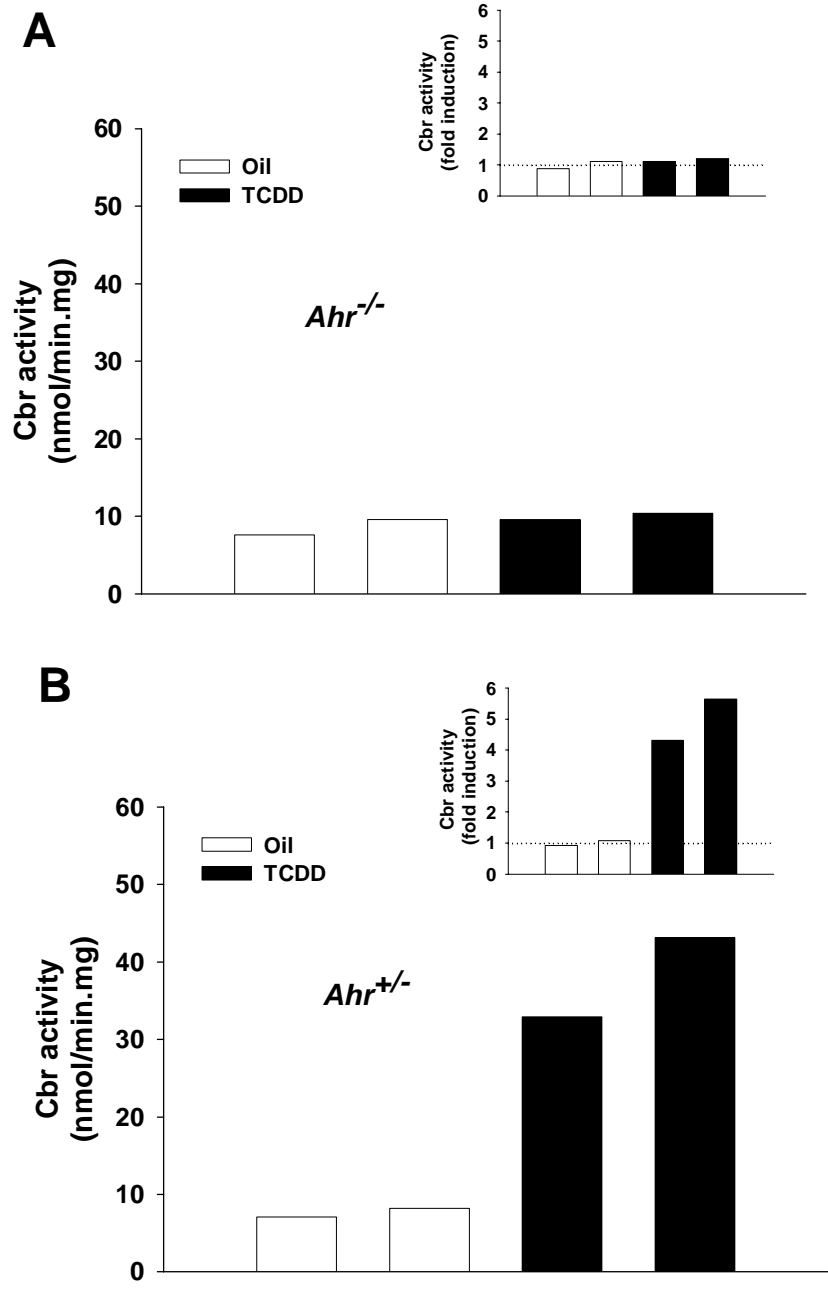 A
Cbr activity
(fold induction)
6
5
4
3
2
1
0
Cbr activity
(nmol/min.mg)
60
50
40
30
20
10
0
Oil
TCDD
Ahr-/-
B
Cbr activity
(fold induction)
6
5
4
3
2
1
0
Cbr activity
(nmol/min.mg)
60
50
40
30
20
10
0
Oil
TCDD
Ahr+/-